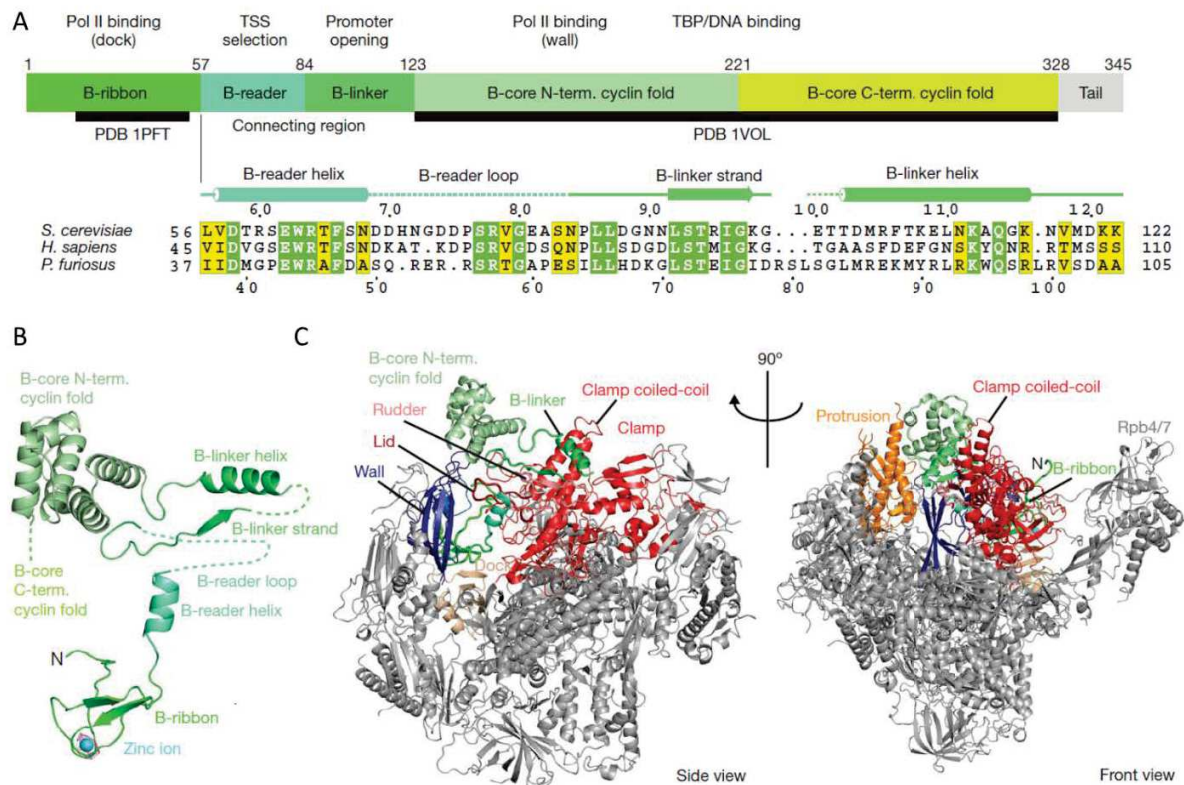 A
Pol II binding (dock) TSS selection Promoter opening Pol II binding (wall) TBP/DNA binding
1 57 84 123 221 328 345
B-ribbon B-reader B-linker B-core N-term. cyclin fold B-core C-term. cyclin fold Tail
PDB 1PFT Connecting region PDB 1VOL
B-reader helix B-reader loop B-linker strand B-linker helix
60 70 80 90 100 110 120
S. cerevisiae 56 LVDTRSEWRTFSNDDHNGDDPSRVGEASNPLLDGNNLSTRIGKG...ETTDMRFTKELNKAQGK.NVMDKK 122
H. sapiens 45 VIDVGSEWRTFSNDKAT.KDPSRVGDSQNPLLSDGDLSTMIGKG...TGAASFDEFGNSKYQNR.RTMSSS 110
P. furiosus 37 IIDMGPEWRAFDASQ.RER.RSRTGAPESILLHDKGLSTEIGIDRSLSGLMREKMYRLRKWQSRLRVSDAA 105
40 50 60 70 80 90 100
B
B-core N-term.
cyclin fold
B-linker helix
B-linker strand
B-core
C-term.
cyclin fold
B-reader loop
B-reader helix
N
B-ribbon
Zinc ion
C
B-core N-term.
cyclin fold
B-linker
Clamp coiled-coil
Rudder
Clamp
Lid
Wall
Dock
Side view
90°
Clamp coiled-coil
Protrusion
Rpb4/7
N
B-ribbon
Front view